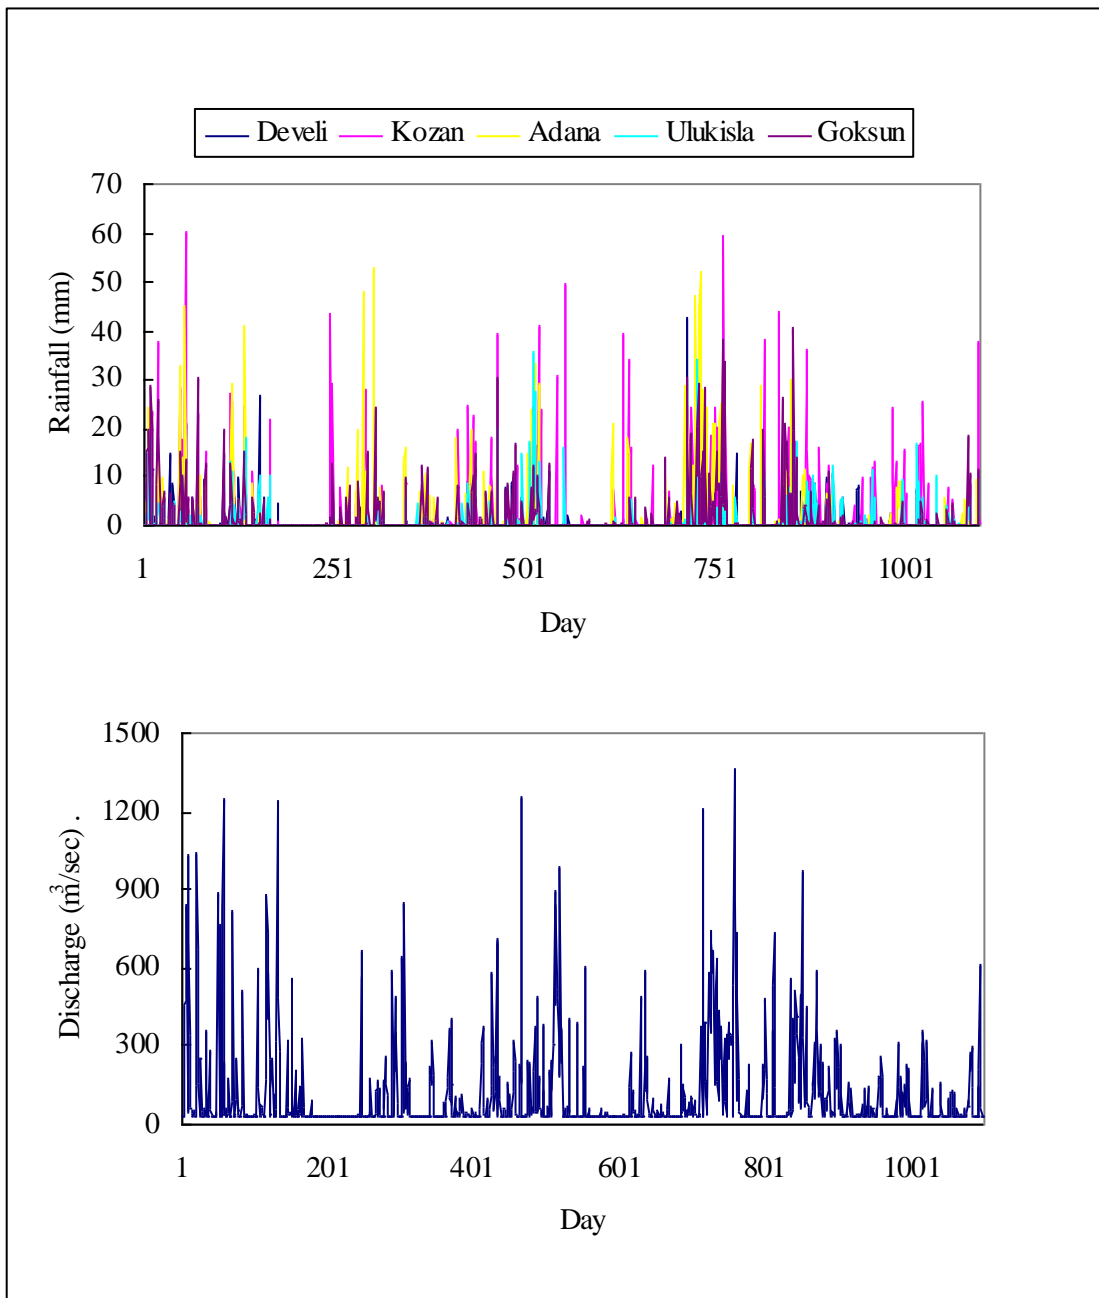 Develi Kozan Adana Ulukisla Goksun
70
60
50
40
30
20
10
0
Rainfall (mm)
1 251 501 751 1001
Day
1500
1200
900
600
300
0
Discharge (m³/sec) .
1 201 401 601 801 1001
Day